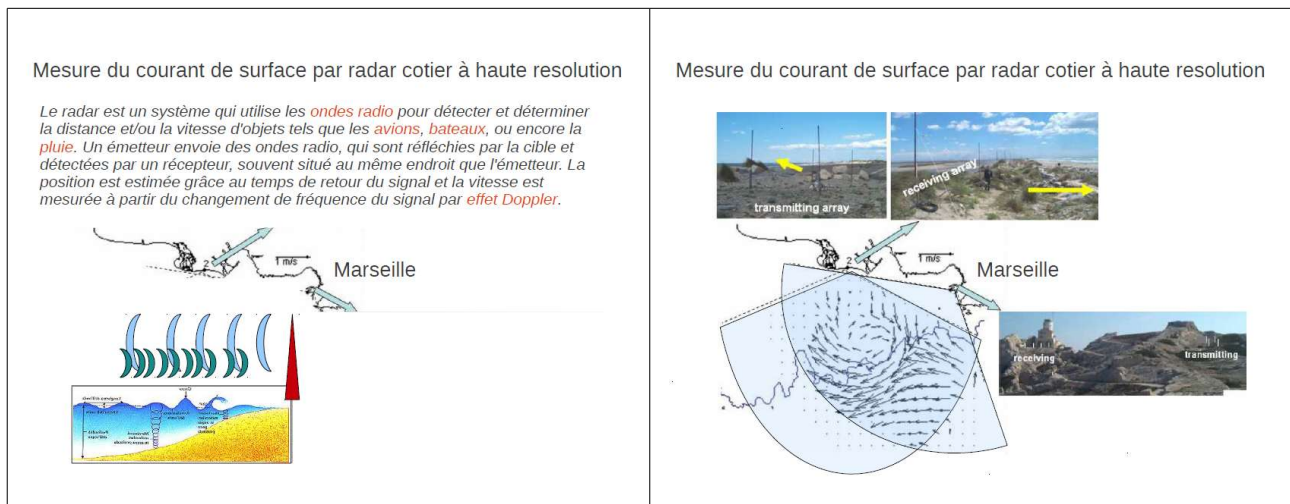 Mesure du courant de surface par radar cotier à haute resolution
Le radar est un système qui utilise les ondes radio pour détecter et déterminer
la distance et/ou la vitesse d'objets tels que les avions, bateaux, ou encore la
pluie. Un émetteur envoie des ondes radio, qui sont réfléchies par la cible et
détectées par un récepteur, souvent situé au même endroit que l'émetteur. La
position est estimée grâce au temps de retour du signal et la vitesse est
mesurée à partir du changement de fréquence du signal par effet Doppler.
2
1 m/s
Marseille
Mesure du courant de surface par radar cotier à haute resolution
transmitting array
receiving array
2
1 m/s
Marseille
receiving
transmitting